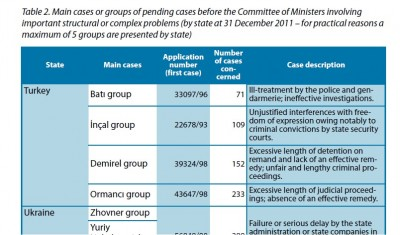 Table 2. Main cases or groups of pending cases before the Committee of Ministers involving
important structural or complex problems (by state at 31 December 2011 – for practical reasons a
maximum of 5 groups are presented by state)
State
Main cases
Application
number
(first case)
Number
of cases
con-
cerned
Case description
Turkey
Batı group
33097/96
71
Ill-treatment by the police and gen-
darmerie; ineffective investigations.
İnçal group
22678/93
109
Unjustified interferences with free-
dom of expression owing notably to
criminal convictions by state security
courts.
Demirel group
39324/98
152
Excessive length of detention on
remand and lack of an effective rem-
edy; unfair and lengthy criminal pro-
ceedings.
Ormancı group
43647/98
233
Excessive length of judicial proceed-
ings; absence of an effective remedy.
Ukraine
Zhovner group
Yuriy
Failure or serious delay by the state
administration or state companies in